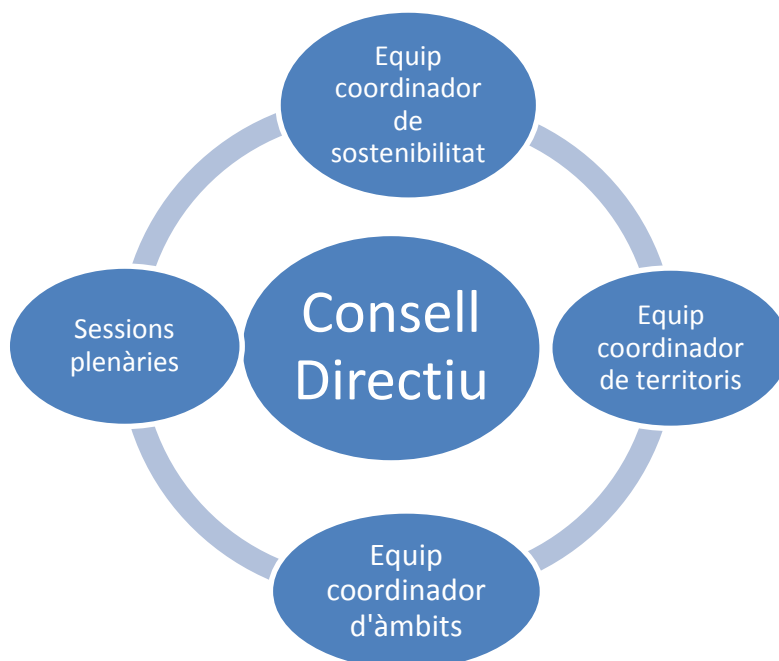 Equip
coordinador
de
sostenibilitat
Sessions
plenàries
Consell
Directiu
Equip
coordinador
de territoris
Equip
coordinador
d'àmbits